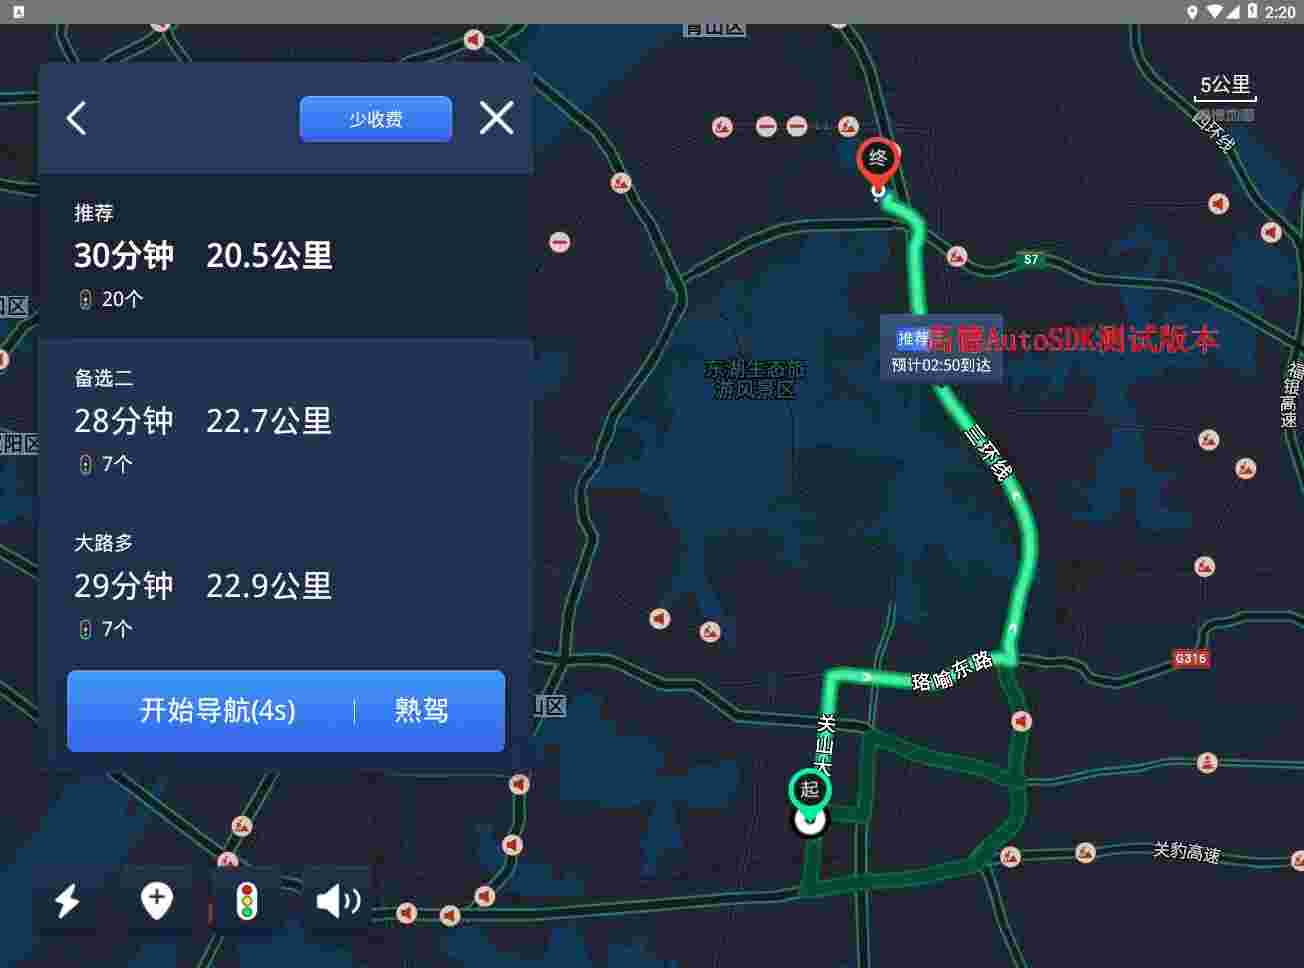 2:20
少收费
推荐
30分钟 20.5公里
20个
备选二
28分钟 22.7公里
7个
大路多
29分钟 22.9公里
7个
开始导航(4s)
熟驾
青山区
5公里
四环线
终
S7
推荐
高德AutoSDK测试版本
预计02:50到达
东湖生态旅
游风景区
福银高速
三环线
阳区
珞喻东路
G316
山区
关山大
起
关豹高速